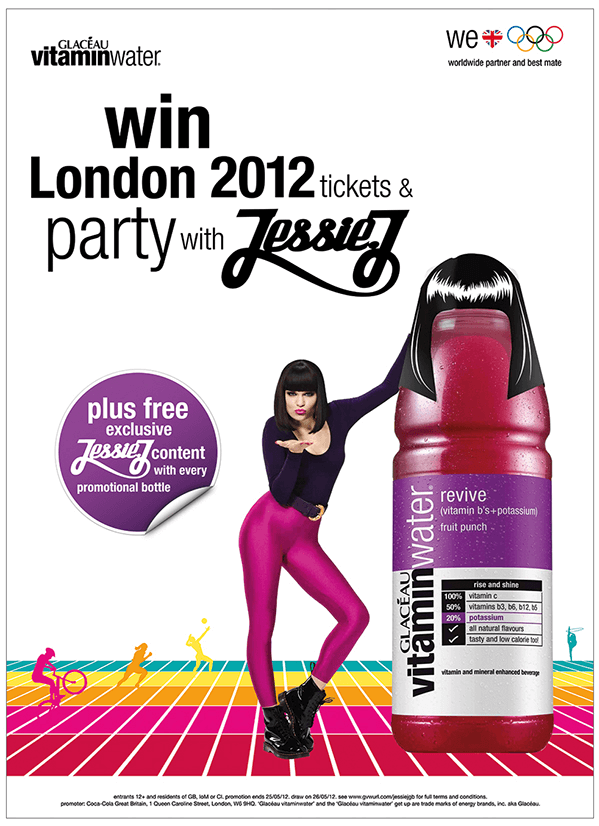 GLACÉAU
vitaminwater®
we
worldwide partner and best mate
win
London 2012 tickets &
party with Jessie J
plus free
exclusive
Jessie J content
with every
promotional bottle
GLACÉAU
vitaminwater®
revive
(vitamin b's+potassium)
fruit punch
rise and shine
100% vitamin c
50% vitamins b3, b6, b12, b5
20% potassium
✓ all natural flavours
✓ tasty and low calorie too!
vitamin and mineral enhanced beverage
entrants 12+ and residents of GB, IoM or CI. promotion ends 25/05/12. draw on 26/05/12. see www.gvwurl.com/jessiejgb for full terms and conditions.
promoter: Coca-Cola Great Britain, 1 Queen Caroline Street, London, W6 9HQ. 'Glacéau vitaminwater' and the 'Glacéau vitaminwater' get up are trade marks of energy brands, inc. aka Glacéau.